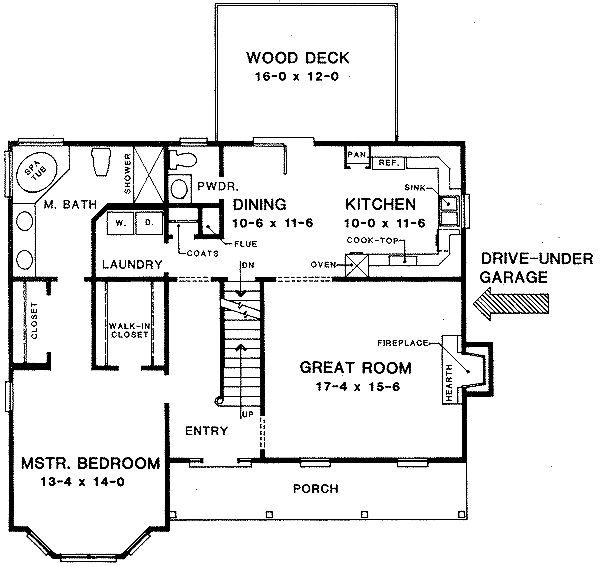 WOOD DECK
16-0 x 12-0
SPA
TUB
SHOWER
PWDR.
M. BATH
W.
D.
COATS
FLUE
LAUNDRY
DINING
10-6 x 11-6
PAN
REF.
SINK
KITCHEN
10-0 x 11-6
COOK-TOP
OVEN
DN
DRIVE-UNDER
GARAGE
CLOSET
WALK-IN
CLOSET
FIREPLACE
GREAT ROOM
17-4 x 15-6
HEARTH
UP
ENTRY
MSTR. BEDROOM
13-4 x 14-0
PORCH